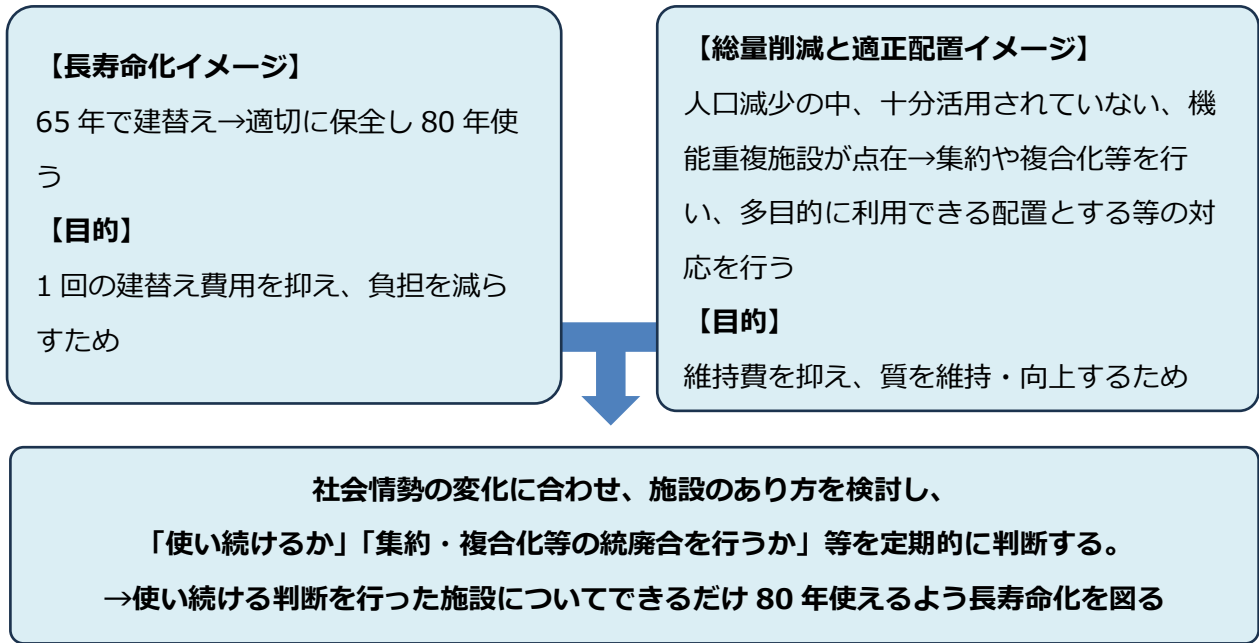 【長寿命化イメージ】
65 年で建替え→適切に保全し 80 年使
う
【目的】
1 回の建替え費用を抑え、負担を減ら
すため
【総量削減と適正配置イメージ】
人口減少の中、十分活用されていない、機
能重複施設が点在→集約や複合化等を行
い、多目的に利用できる配置とする等の対
応を行う
【目的】
維持費を抑え、質を維持・向上するため
社会情勢の変化に合わせ、施設のあり方を検討し、
「使い続けるか」「集約・複合化等の統廃合を行うか」等を定期的に判断する。
→使い続ける判断を行った施設についてできるだけ 80 年使えるよう長寿命化を図る